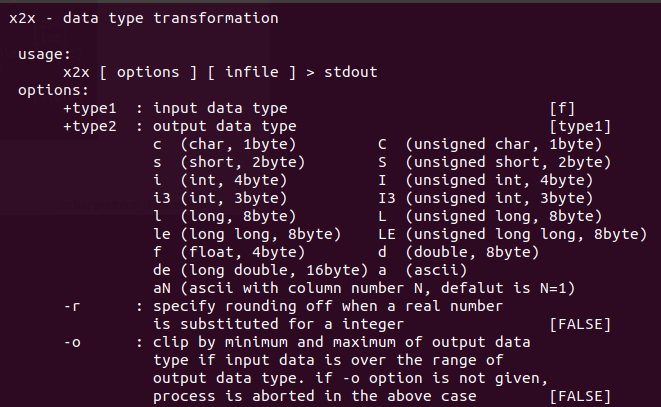 x2x - data type transformation
usage:
x2x [ options ] [ infile ] > stdout
options:
+type1 : input data type [f]
+type2 : output data type [type1]
c (char, 1byte) C (unsigned char, 1byte)
s (short, 2byte) S (unsigned short, 2byte)
i (int, 4byte) I (unsigned int, 4byte)
i3 (int, 3byte) I3 (unsigned int, 3byte)
l (long, 8byte) L (unsigned long, 8byte)
le (long long, 8byte) LE (unsigned long long, 8byte)
f (float, 4byte) d (double, 8byte)
de (long double, 16byte) a (ascii)
aN (ascii with column number N, defalut is N=1)
-r : specify rounding off when a real number
is substituted for a integer [FALSE]
-o : clip by minimum and maximum of output data
type if input data is over the range of
output data type. if -o option is not given,
process is aborted in the above case [FALSE]